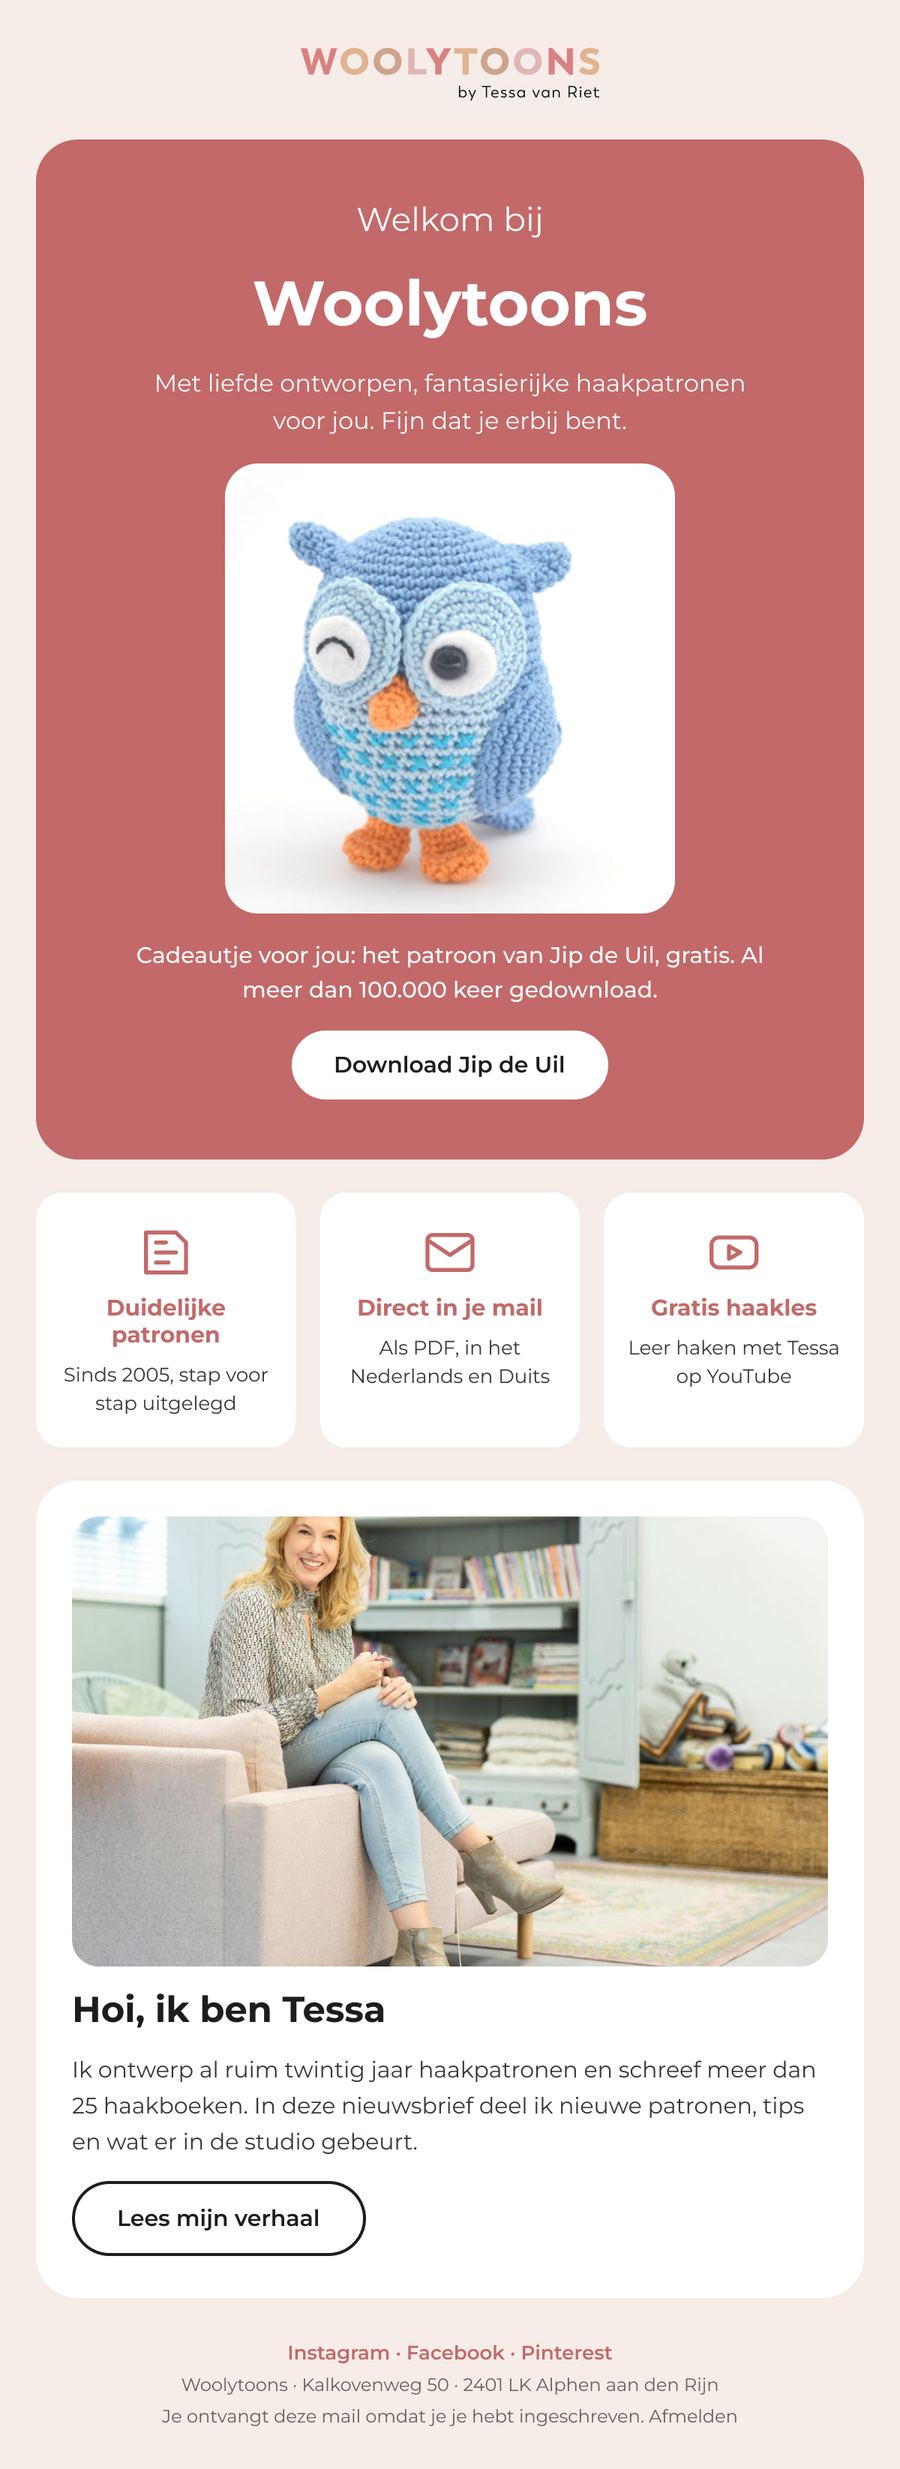 WOOLYTOONS
by Tessa van Riet
Welkom bij
Woolytoons
Met liefde ontworpen, fantasierijke haakpatronen
voor jou. Fijn dat je erbij bent.
Cadeautje voor jou: het patroon van Jip de Uil, gratis. Al
meer dan 100.000 keer gedownload.
Download Jip de Uil
Duidelijke
patronen
Sinds 2005, stap voor
stap uitgelegd
Direct in je mail
Als PDF, in het
Nederlands en Duits
Gratis haakles
Leer haken met Tessa
op YouTube
Hoi, ik ben Tessa
Ik ontwerp al ruim twintig jaar haakpatronen en schreef meer dan
25 haakboeken. In deze nieuwsbrief deel ik nieuwe patronen, tips
en wat er in de studio gebeurt.
Lees mijn verhaal
Instagram · Facebook · Pinterest
Woolytoons · Kalkovenweg 50 · 2401 LK Alphen aan den Rijn
Je ontvangt deze mail omdat je je hebt ingeschreven. Afmelden